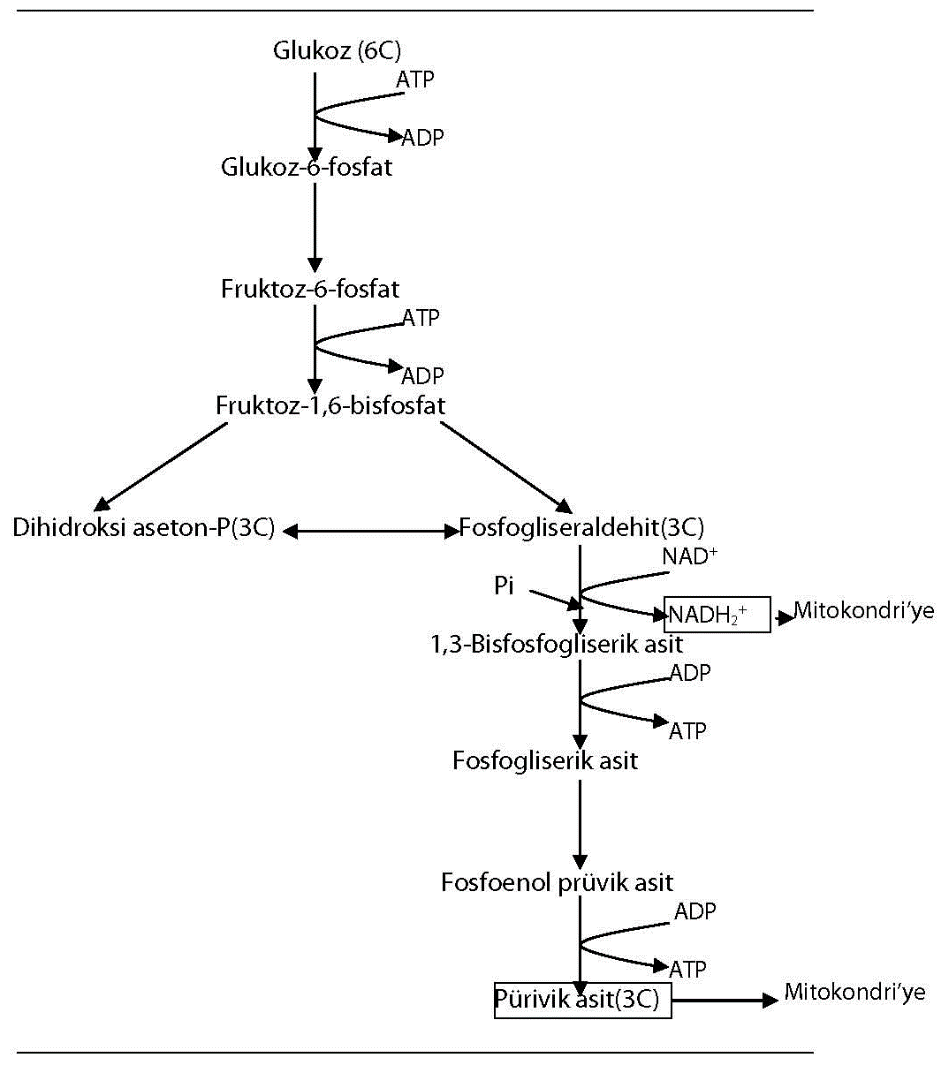 Glukoz (6C)
ATP
ADP
Glukoz-6-fosfat
Fruktoz-6-fosfat
ATP
ADP
Fruktoz-1,6-bisfosfat
Dihidroksi aseton-P(3C)
Fosfogliseraldehit(3C)
NAD⁺
Pi
NADH₂⁺
Mitokondri'ye
1,3-Bisfosfogliserik asit
ADP
ATP
Fosfogliserik asit
Fosfoenol prüvik asit
ADP
ATP
Pürivik asit(3C)
Mitokondri'ye